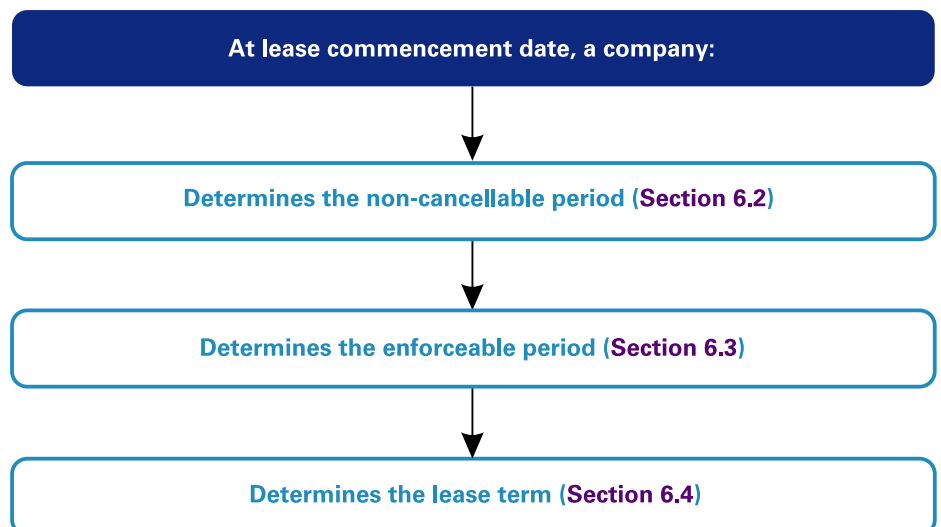 At lease commencement date, a company:
Determines the non-cancellable period (Section 6.2)
Determines the enforceable period (Section 6.3)
Determines the lease term (Section 6.4)